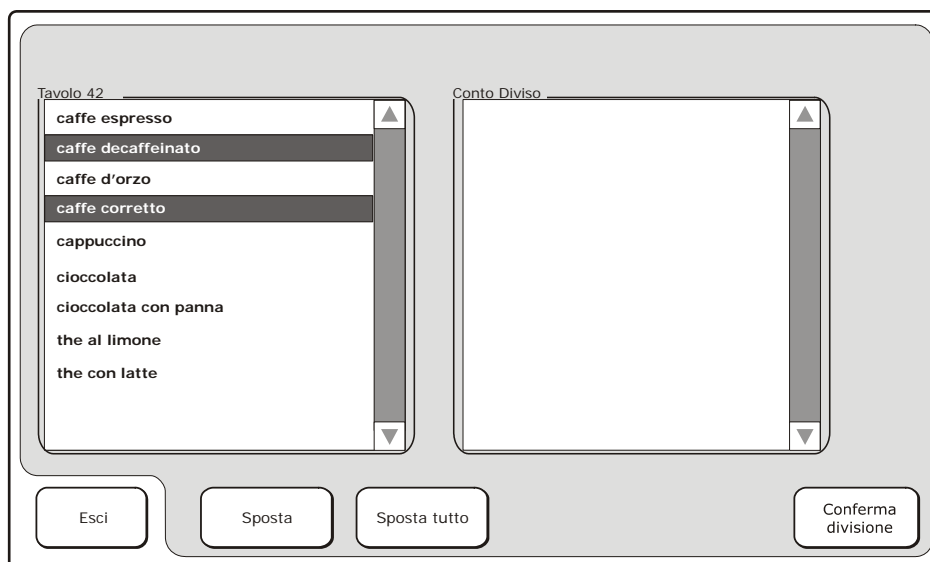 Tavolo 42
caffe espresso
caffe decaffeinato
caffe d'orzo
caffe corretto
cappuccino
cioccolata
cioccolata con panna
the al limone
the con latte
Conto Diviso
Esci
Sposta
Sposta tutto
Conferma
divisione